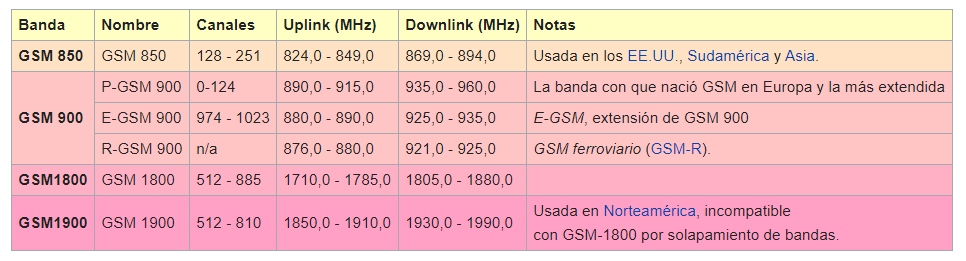 Banda Nombre Canales Uplink (MHz) Downlink (MHz) Notas
GSM 850 GSM 850 128 - 251 824,0 - 849,0 869,0 - 894,0 Usada en los EE.UU., Sudamérica y Asia.
GSM 900 P-GSM 900 0-124 890,0 - 915,0 935,0 - 960,0 La banda con que nació GSM en Europa y la más extendida
E-GSM 900 974 - 1023 880,0 - 890,0 925,0 - 935,0 E-GSM, extensión de GSM 900
R-GSM 900 n/a 876,0 - 880,0 921,0 - 925,0 GSM ferroviario (GSM-R).
GSM1800 GSM 1800 512 - 885 1710,0 - 1785,0 1805,0 - 1880,0
GSM1900 GSM 1900 512 - 810 1850,0 - 1910,0 1930,0 - 1990,0 Usada en Norteamérica, incompatible
con GSM-1800 por solapamiento de bandas.